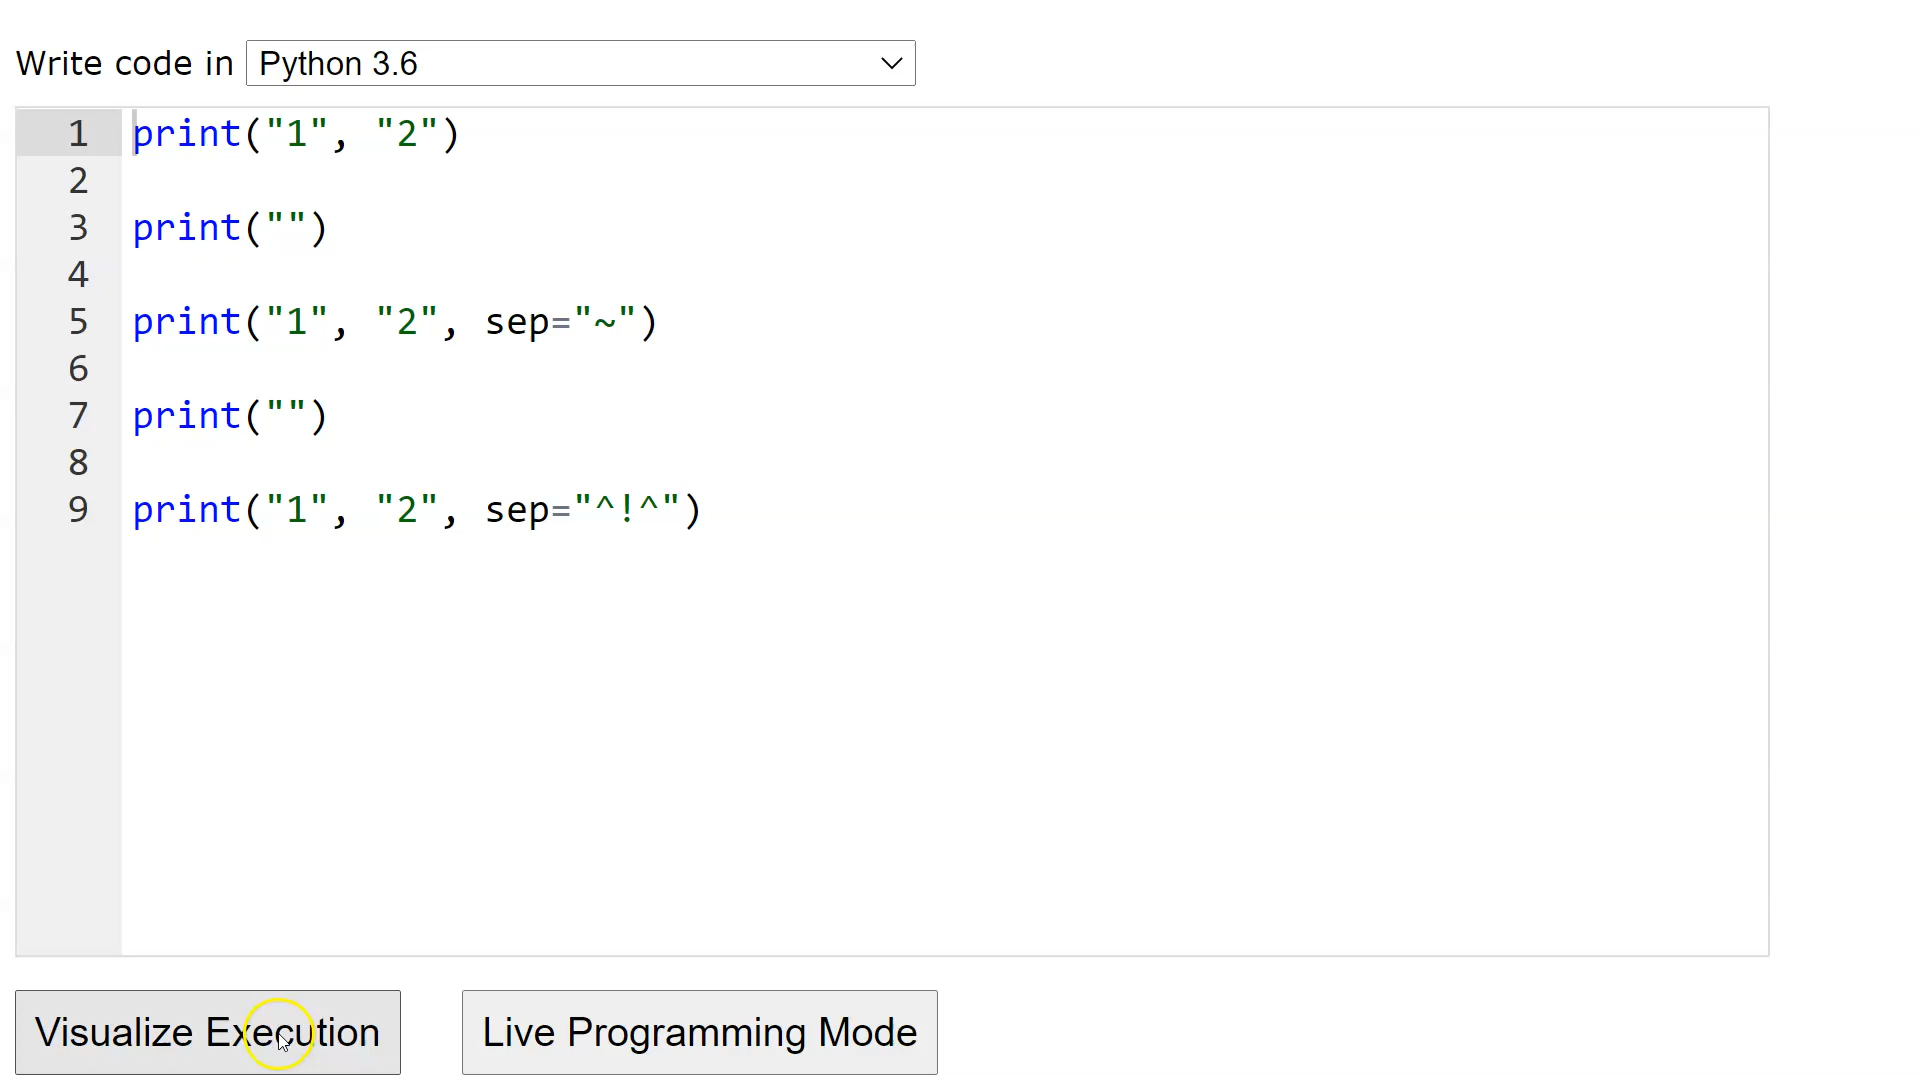 Write code in Python 3.6
1 print("1", "2")
2
3 print("")
4
5 print("1", "2", sep="~")
6
7 print("")
8
9 print("1", "2", sep="^!^")
Visualize Execution Live Programming Mode